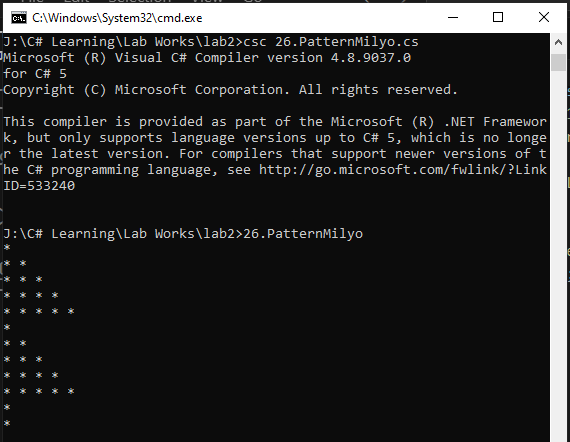 C:\Windows\System32\cmd.exe
J:\C# Learning\Lab Works\lab2>csc 26.PatternMilyo.cs
Microsoft (R) Visual C# Compiler version 4.8.9037.0
for C# 5
Copyright (C) Microsoft Corporation. All rights reserved.
This compiler is provided as part of the Microsoft (R) .NET Framewor
k, but only supports language versions up to C# 5, which is no longe
r the latest version. For compilers that support newer versions of t
he C# programming language, see http://go.microsoft.com/fwlink/?Link
ID=533240
J:\C# Learning\Lab Works\lab2>26.PatternMilyo
*
* *
* * *
* * * *
* * * * *
*
* *
* * *
* * * *
* * * * *
*
*